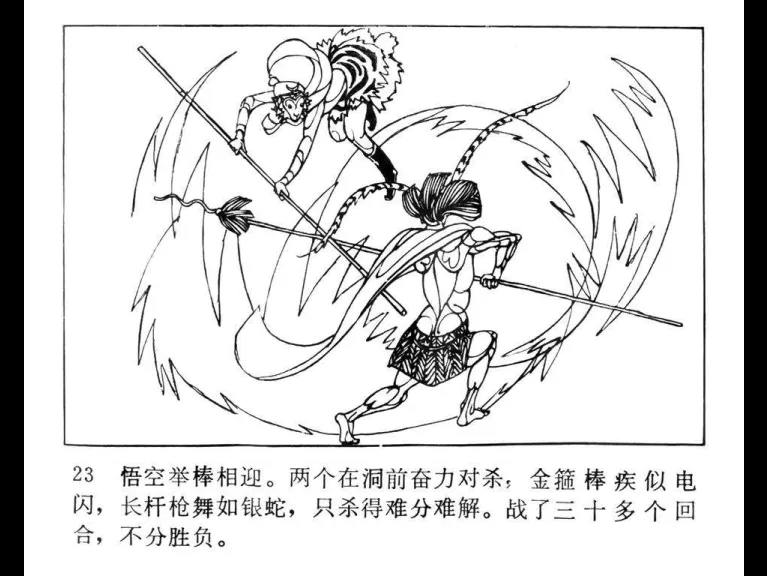 23 悟空举棒相迎。两个在洞前奋力对杀，金箍棒疾似电
闪，长杆枪舞如银蛇，只杀得难分难解。战了三十多个回
合，不分胜负。